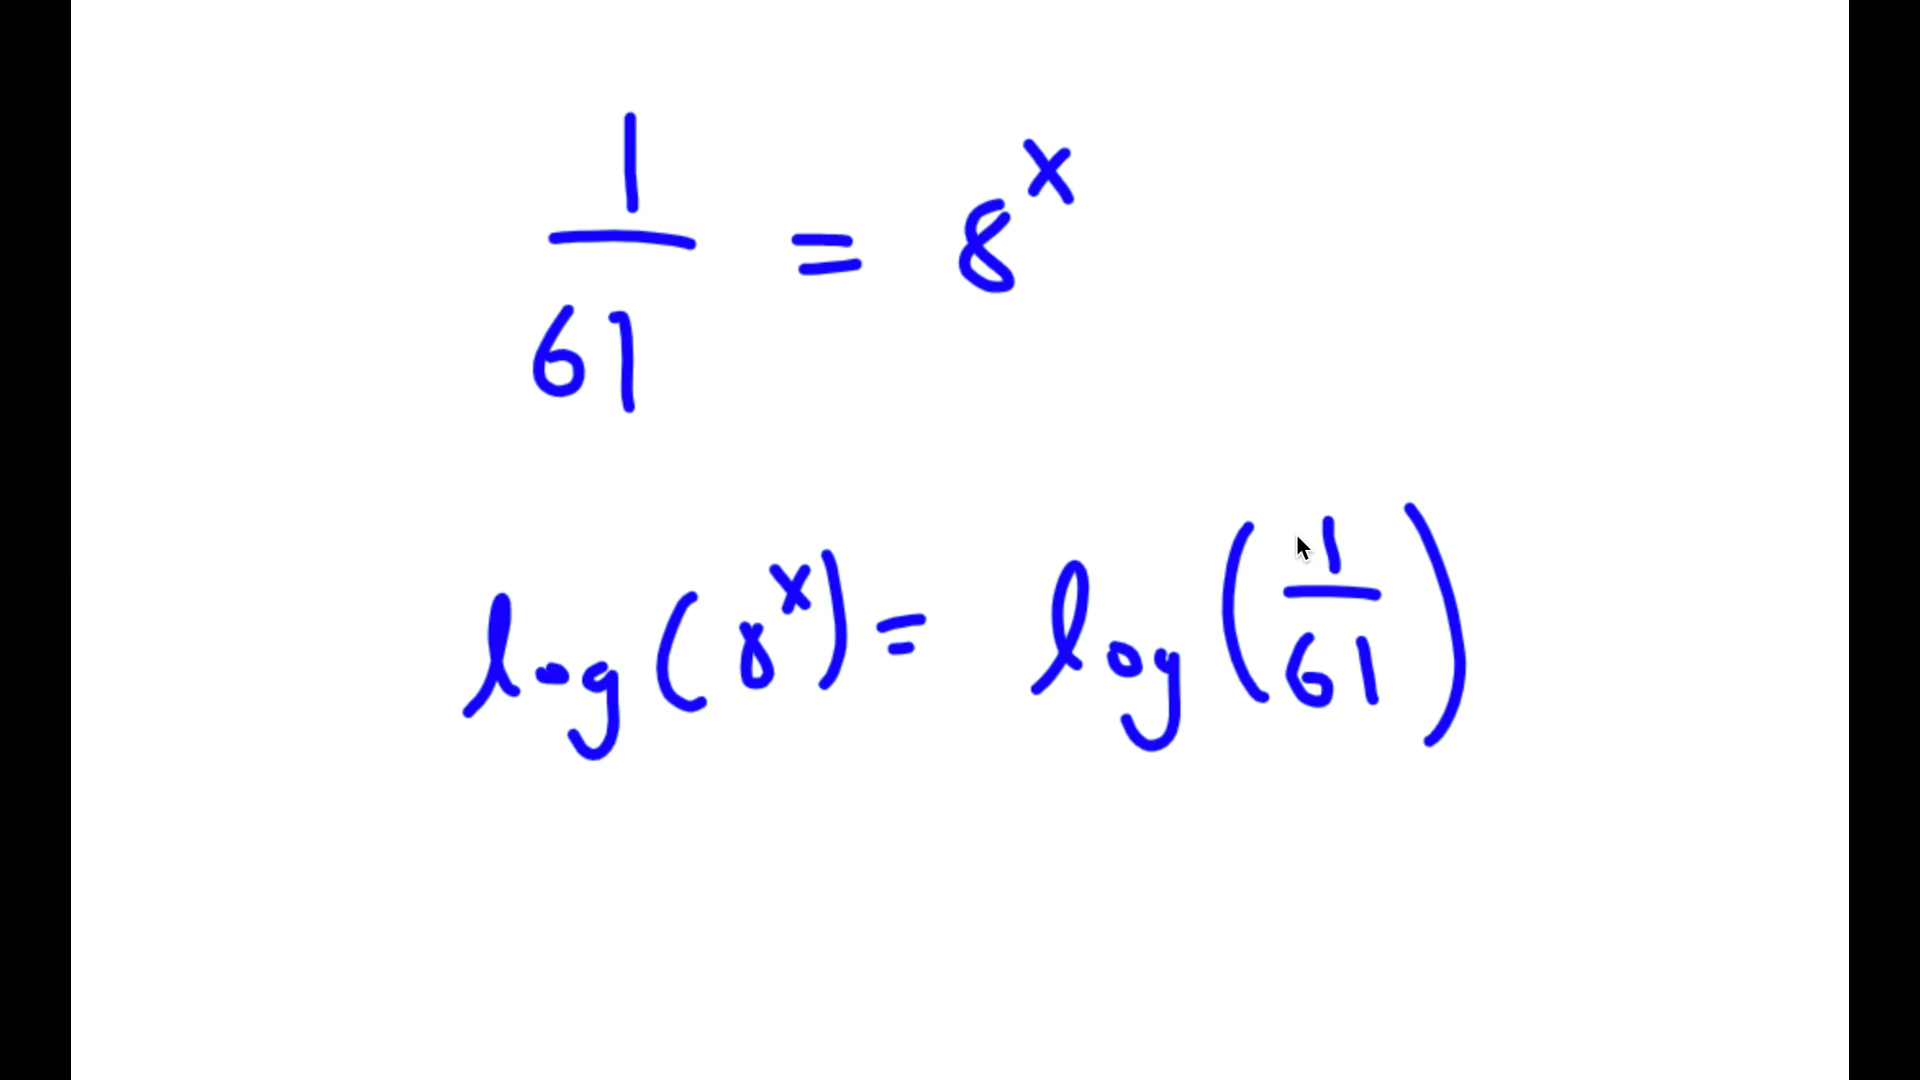 1/61 = 8^x
log(8^x) = log(1/61)